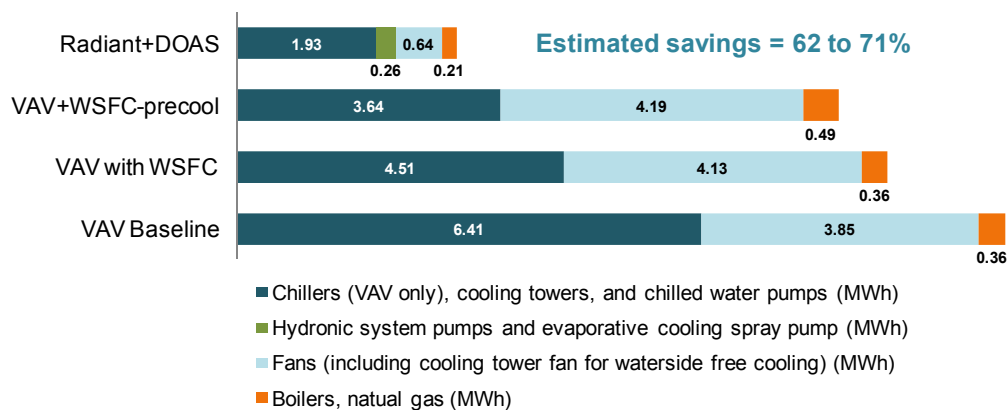 Radiant+DOAS 1.93 0.64 Estimated savings = 62 to 71%
0.26 0.21
VAV+WSFC-precool 3.64 4.19
0.49
VAV with WSFC 4.51 4.13
0.36
VAV Baseline 6.41 3.85
0.36
Chillers (VAV only), cooling towers, and chilled water pumps (MWh)
Hydronic system pumps and evaporative cooling spray pump (MWh)
Fans (including cooling tower fan for waterside free cooling) (MWh)
Boilers, natual gas (MWh)